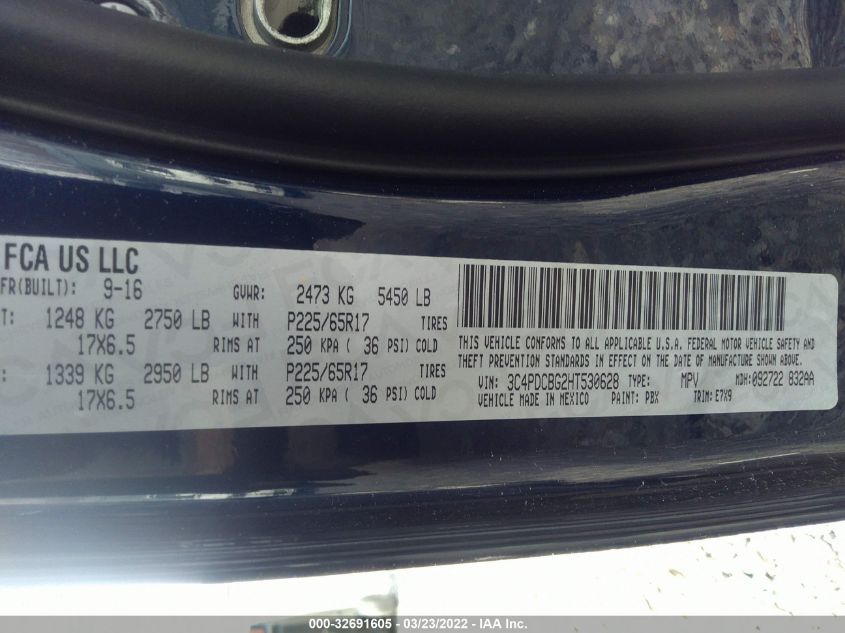 FCA US LLC
FR(BUILT): 9-16 GVWR: 2473 KG 5450 LB
T: 1248 KG 2750 LB WITH P225/65R17 TIRES
17X6.5 RIMS AT 250 KPA ( 36 PSI) COLD
: 1339 KG 2950 LB WITH P225/65R17 TIRES
17X6.5 RIMS AT 250 KPA ( 36 PSI) COLD
THIS VEHICLE CONFORMS TO ALL APPLICABLE U.S.A. FEDERAL MOTOR VEHICLE SAFETY AND
THEFT PREVENTION STANDARDS IN EFFECT ON THE DATE OF MANUFACTURE SHOWN ABOVE.
VIN: 3C4PDCBG2HT530628 TYPE: MPV MDH:092722 832AA
VEHICLE MADE IN MEXICO PAINT: PBX TRIM: E7X9
000-32691605 - 03/23/2022 - IAA Inc.